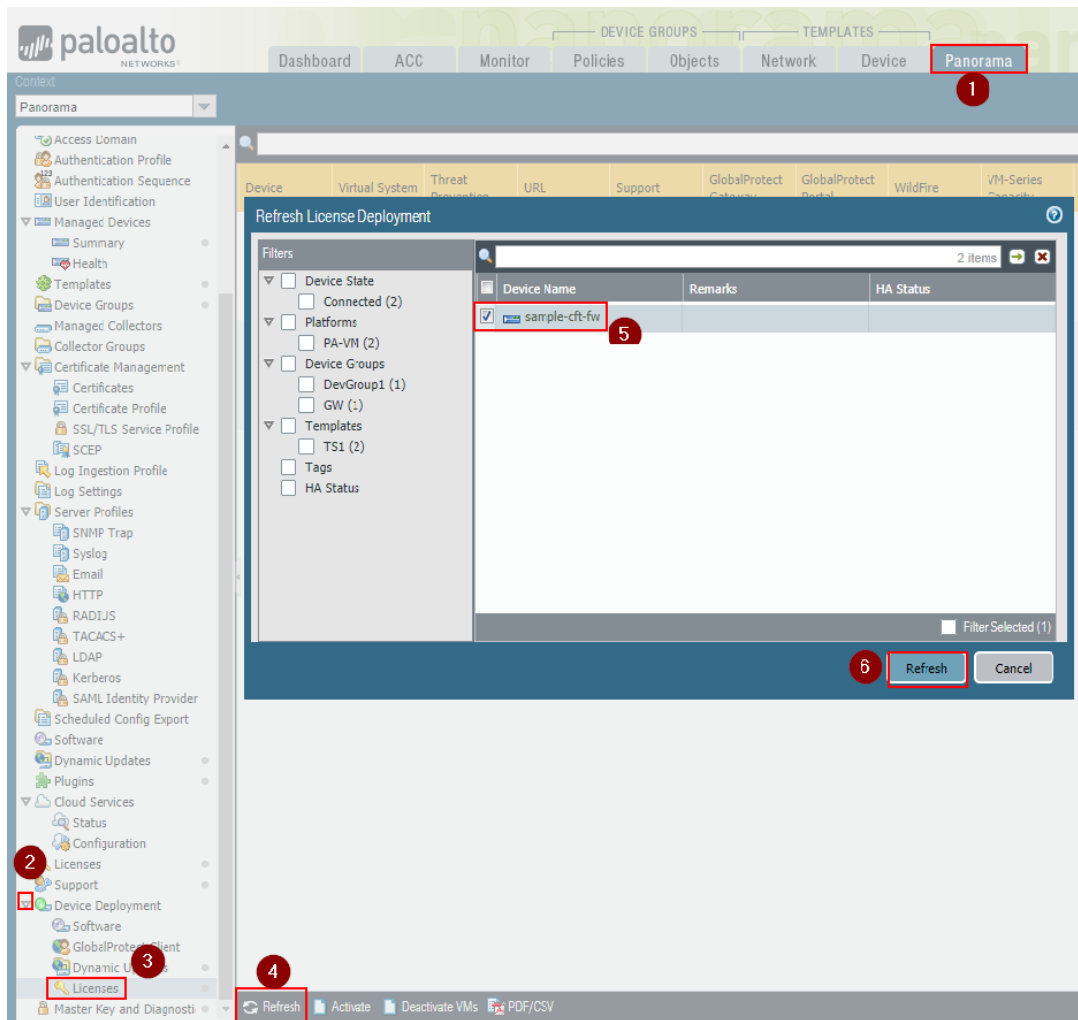 paloalto
NETWORKS®
DEVICE GROUPS
TEMPLATES
Dashboard
ACC
Monitor
Policies
Objects
Network
Device
Panorama
1
Context
Panorama
Access Domain
Authentication Profile
Authentication Sequence
User Identification
Managed Devices
Summary
Health
Templates
Device Groups
Managed Collectors
Collector Groups
Certificate Management
Certificates
Certificate Profile
SSL/TLS Service Profile
SCEP
Log Ingestion Profile
Log Settings
Server Profiles
SNMP Trap
Syslog
Email
HTTP
RADIUS
TACACS+
LDAP
Kerberos
SAML Identity Provider
Scheduled Config Export
Software
Dynamic Updates
Plugins
Cloud Services
Status
Configuration
2
Licenses
Support
Device Deployment
Software
GlobalProtect Client
Dynamic Updates
3
Licenses
Master Key and Diagnosti
Device
Virtual System
Threat Prevention
URL
Support
GlobalProtect Gateway
GlobalProtect Portal
WildFire
VM-Series Capacity
Refresh License Deployment
Filters
Device State
Connected (2)
Platforms
PA-VM (2)
Device Groups
DevGroup1 (1)
GW (1)
Templates
TS1 (2)
Tags
HA Status
2 items
Device Name
Remarks
HA Status
sample-cft-fw
5
Filter Selected (1)
6
Refresh
Cancel
4
Refresh
Activate
Deactivate VMs
PDF/CSV